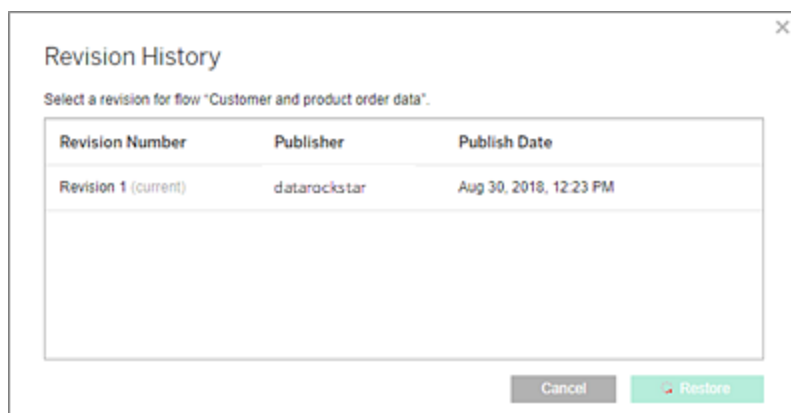 Revision History
Select a revision for flow "Customer and product order data".
Revision Number Publisher Publish Date
Revision 1 (current) datarockstar Aug 30, 2018, 12:23 PM
Cancel Restore